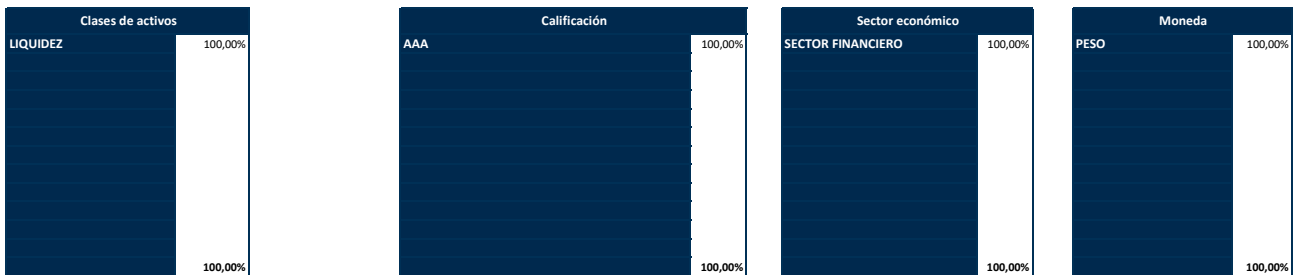 Clases de activos
LIQUIDEZ 100,00%
100,00%
Calificación
AAA 100,00%
100,00%
Sector económico
SECTOR FINANCIERO 100,00%
100,00%
Moneda
PESO 100,00%
100,00%